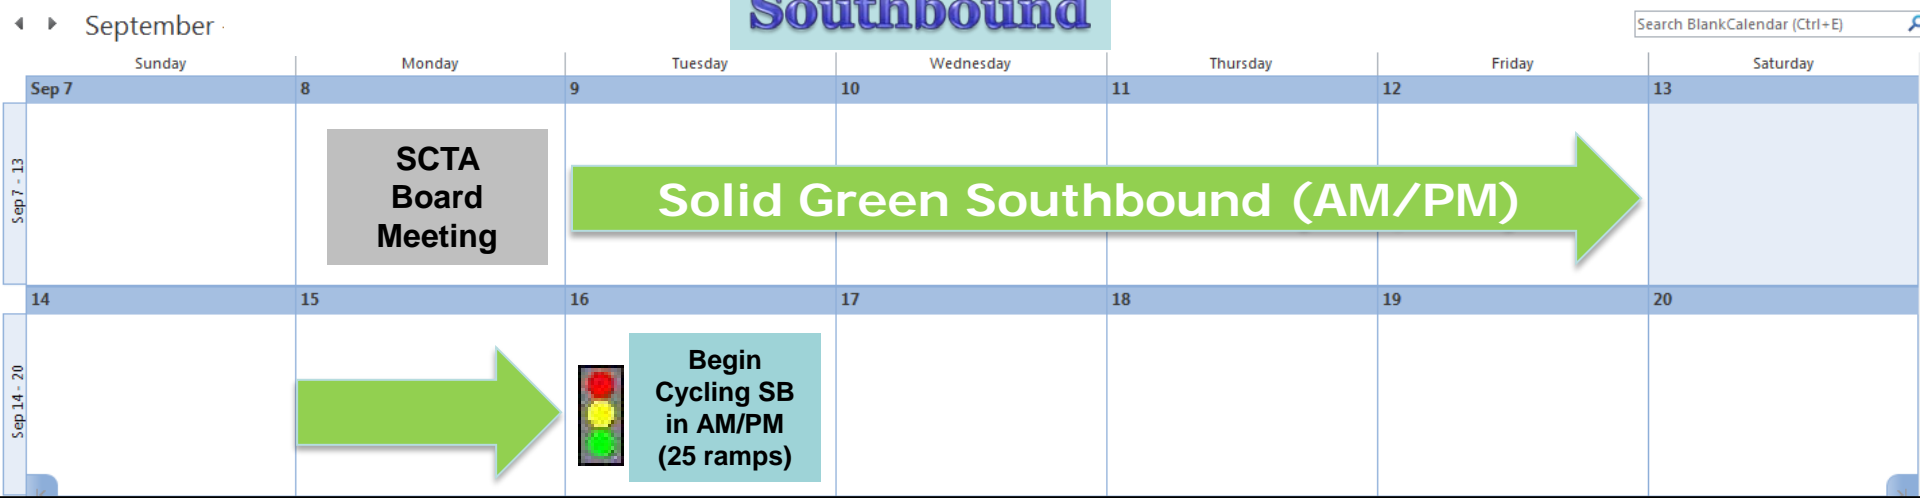 Southbound
September
Search BlankCalendar (Ctrl+E)
Sunday Monday Tuesday Wednesday Thursday Friday Saturday
Sep 7 8 9 10 11 12 13
Sep 7 - 13
SCTA
Board
Meeting
Solid Green Southbound (AM/PM)
14 15 16 17 18 19 20
Sep 14 - 20
Begin
Cycling SB
in AM/PM
(25 ramps)